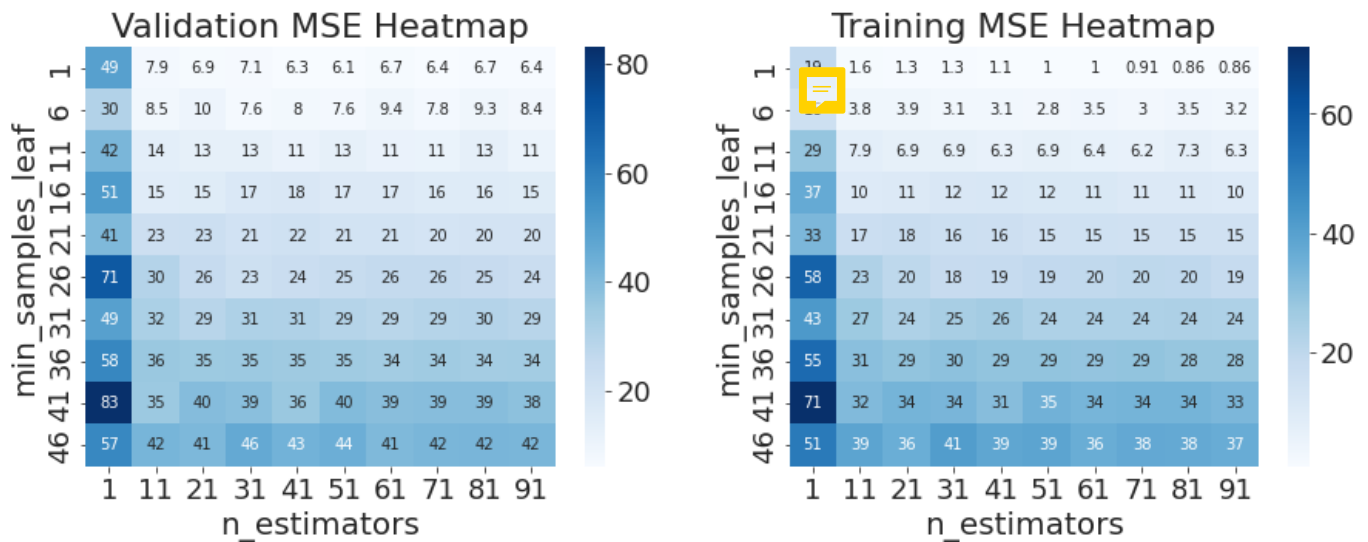 Validation MSE Heatmap
min_samples_leaf
1 49 7.9 6.9 7.1 6.3 6.1 6.7 6.4 6.7 6.4
6 30 8.5 10 7.6 8 7.6 9.4 7.8 9.3 8.4
11 42 14 13 13 11 13 11 11 13 11
16 51 15 15 17 18 17 17 16 16 15
21 41 23 23 21 22 21 21 20 20 20
26 71 30 26 23 24 25 26 26 25 24
31 49 32 29 31 31 29 29 29 30 29
36 58 36 35 35 35 35 34 34 34 34
41 83 35 40 39 36 40 39 39 39 38
46 57 42 41 46 43 44 41 42 42 42
1 11 21 31 41 51 61 71 81 91
n_estimators
80
60
40
20
Training MSE Heatmap
min_samples_leaf
1 19 1.6 1.3 1.3 1.1 1 1 0.91 0.86 0.86
6 3.8 3.9 3.1 3.1 2.8 3.5 3 3.5 3.2
11 29 7.9 6.9 6.9 6.3 6.9 6.4 6.2 7.3 6.3
16 37 10 11 12 12 12 11 11 11 10
21 33 17 18 16 16 15 15 15 15 15
26 58 23 20 18 19 19 20 20 20 19
31 43 27 24 25 26 24 24 24 24 24
36 55 31 29 30 29 29 29 29 28 28
41 71 32 34 34 31 35 34 34 34 33
46 51 39 36 41 39 39 36 38 38 37
1 11 21 31 41 51 61 71 81 91
n_estimators
60
40
20